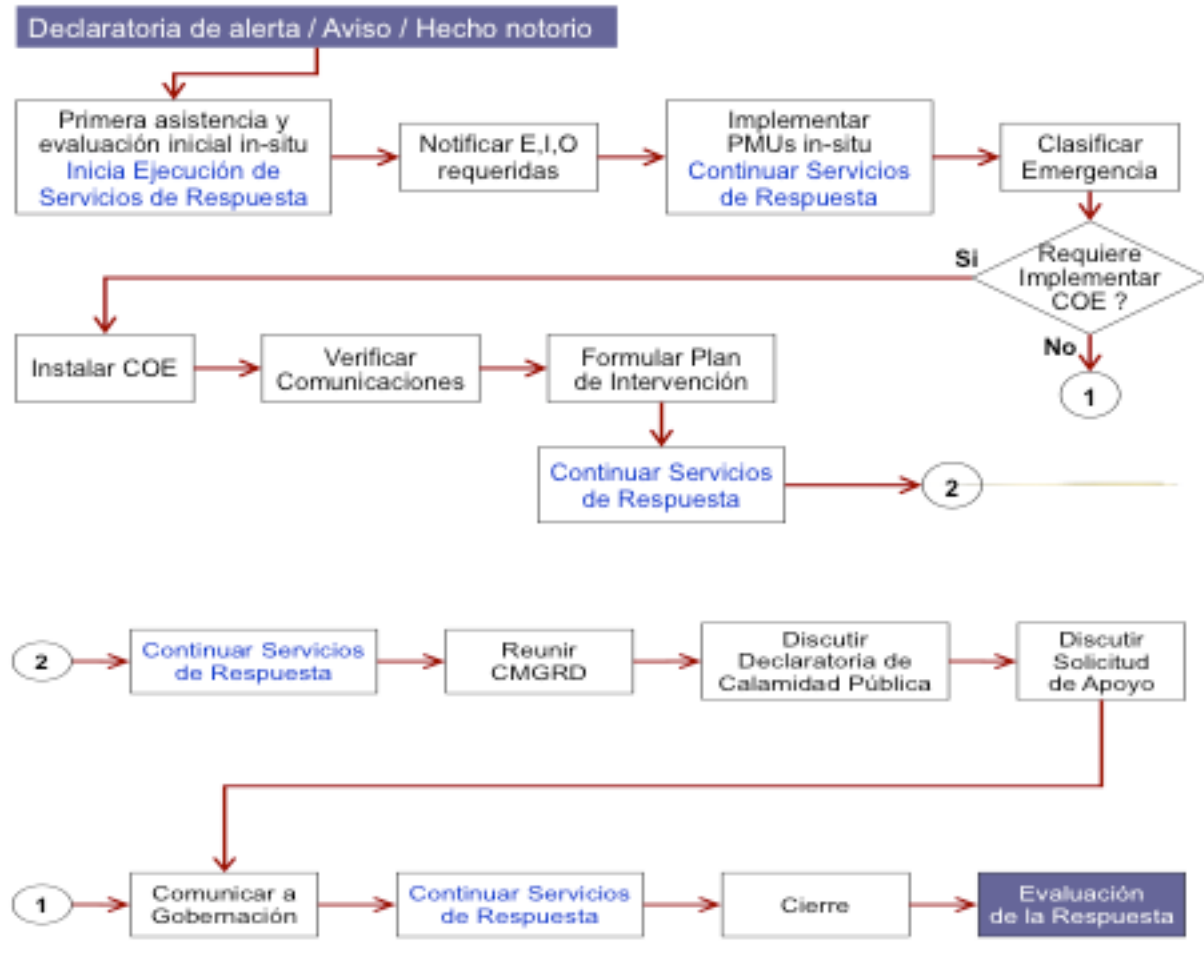 Declaratoria de alerta / Aviso / Hecho notorio
Primera asistencia y
evaluación inicial in-situ
Inicia Ejecución de
Servicios de Respuesta
Notificar E,I,O
requeridas
Implementar
PMUs in-situ
Continuar Servicios
de Respuesta
Clasificar
Emergencia
Requiere
Implementar
COE ?
Si
No
1
Instalar COE
Verificar
Comunicaciones
Formular Plan
de Intervención
Continuar Servicios
de Respuesta
2
2
Continuar Servicios
de Respuesta
Reunir
CMGRD
Discutir
Declaratoria de
Calamidad Pública
Discutir
Solicitud
de Apoyo
1
Comunicar a
Gobernación
Continuar Servicios
de Respuesta
Cierre
Evaluación
de la Respuesta